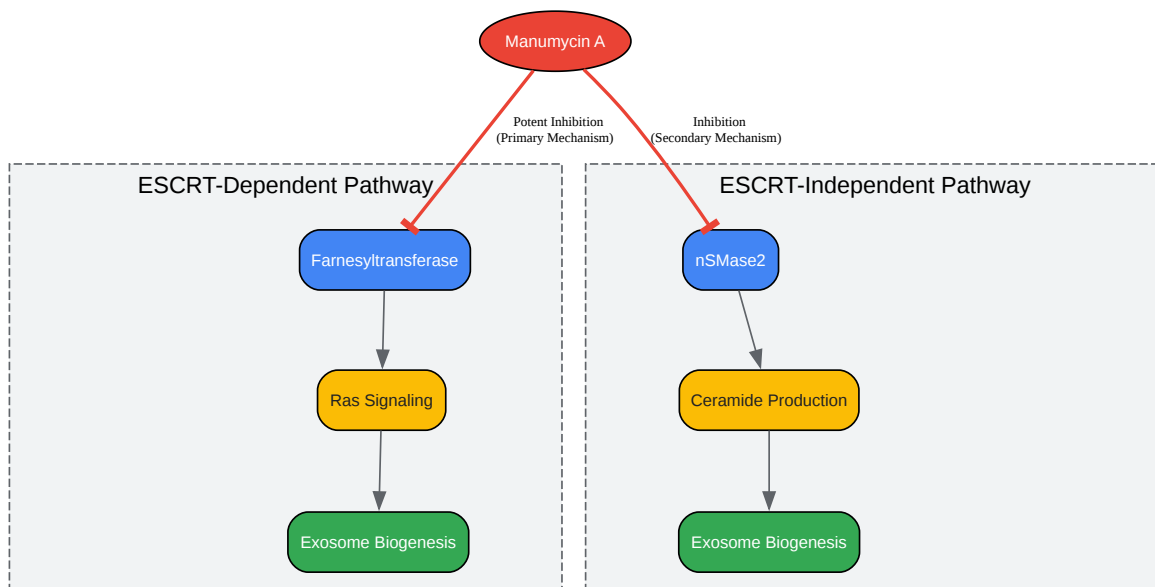 Manumycin A
Potent Inhibition
(Primary Mechanism)
Inhibition
(Secondary Mechanism)
ESCRT-Dependent Pathway
ESCRT-Independent Pathway
Farnesyltransferase
nSMase2
Ras Signaling
Ceramide Production
Exosome Biogenesis
Exosome Biogenesis